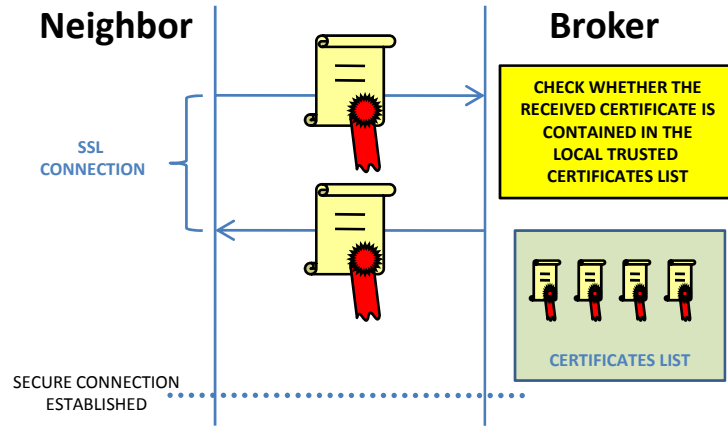 Neighbor
Broker
CHECK WHETHER THE
RECEIVED CERTIFICATE IS
CONTAINED IN THE
LOCAL TRUSTED
CERTIFICATES LIST
SSL
CONNECTION
CERTIFICATES LIST
SECURE CONNECTION
ESTABLISHED